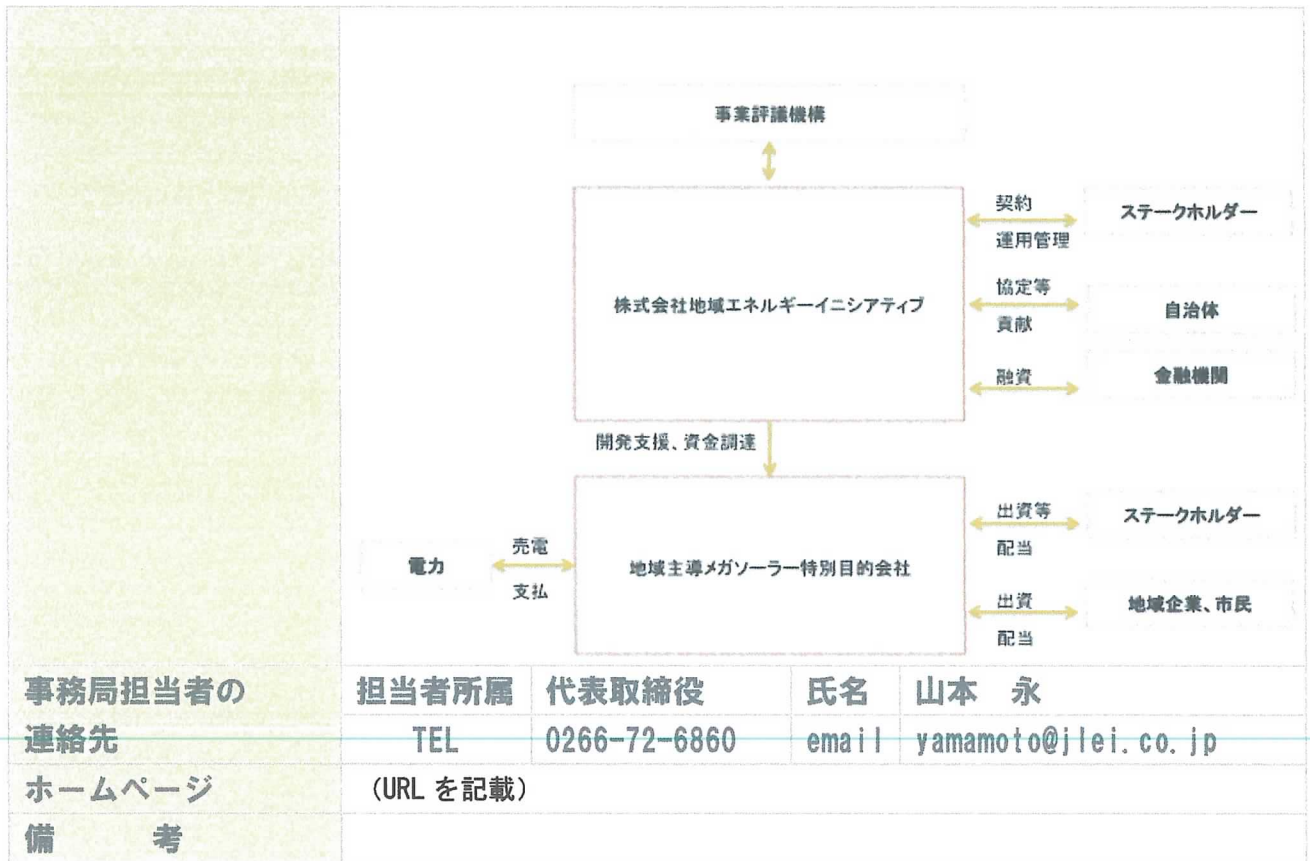 事業評議機構
契約
運用管理
ステークホルダー
株式会社地域エネルギーイニシアティブ
協定等
貢献
自治体
融資
金融機関
開発支援、資金調達
電力
売電
支払
地域主導メガソーラー特別目的会社
出資等
配当
ステークホルダー
出資
配当
地域企業、市民
事務局担当者の
連絡先
担当者所属 代表取締役 氏名 山本 永
TEL 0266-72-6860 email yamamoto@jlei.co.jp
ホームページ (URL を記載)
備 考